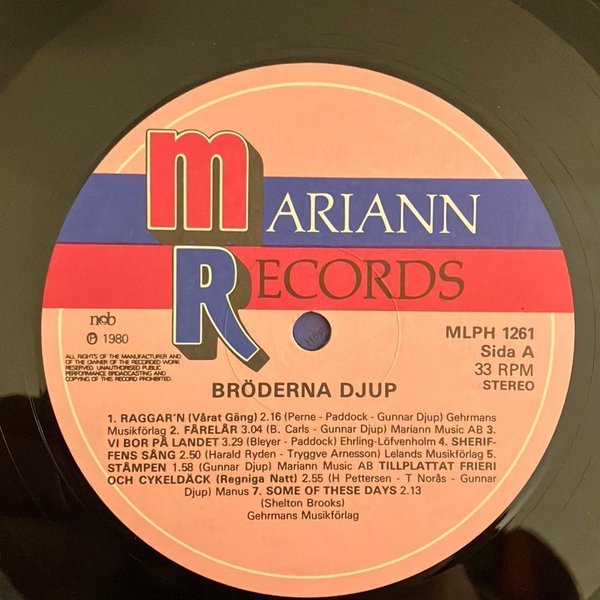 MARIANN
RECORDS
ncb
℗ 1980
ALL RIGHTS OF THE MANUFACTURER AND
OF THE OWNER OF THE RECORDED WORK
RESERVED. UNAUTHORISED PUBLIC
PERFORMANCE BROADCASTING AND
COPYING OF THIS RECORD PROHIBITED.
MLPH 1261
Sida A
33 RPM
STEREO
BRÖDERNA DJUP
1. RAGGAR'N (Vårat Gäng) 2.16 (Perne - Paddock - Gunnar Djup) Gehrmans
Musikförlag 2. FÅRELÅR 3.04 (B. Carls - Gunnar Djup) Mariann Music AB 3.
VI BOR PÅ LANDET 3.29 (Bleyer - Paddock) Ehrling-Löfvenholm 4. SHERIF-
FENS SÅNG 2.50 (Harald Ryden - Tryggve Arnesson) Lelands Musikförlag 5.
STÅMPEN 1.58 (Gunnar Djup) Mariann Music AB TILLPLATTAT FRIERI
OCH CYKELDÄCK (Regniga Natt) 2.55 (H Pettersen - T Norås - Gunnar
Djup) Manus 7. SOME OF THESE DAYS 2.13
(Shelton Brooks)
Gehrmans Musikförlag